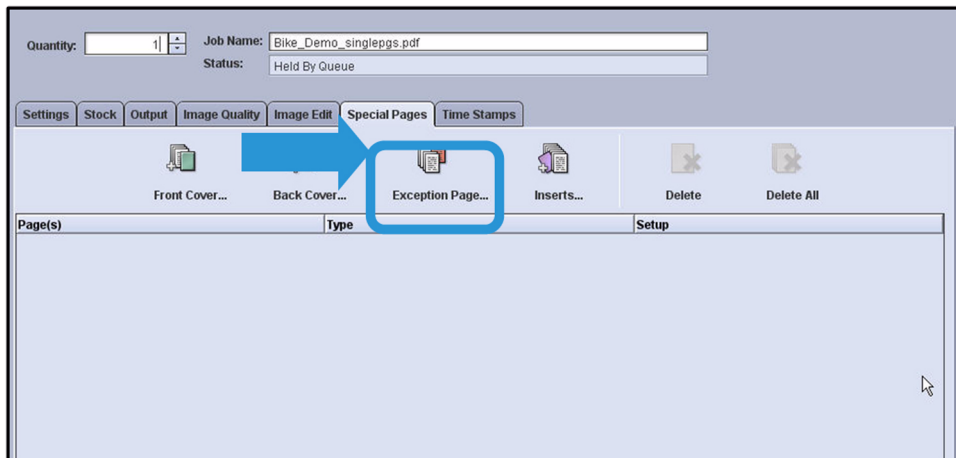 Quantity: 1 Job Name: Bike_Demo_singlepgs.pdf
Status: Held By Queue
Settings Stock Output Image Quality Image Edit Special Pages Time Stamps
Front Cover... Back Cover... Exception Page... Inserts... Delete Delete All
Page(s) Type Setup